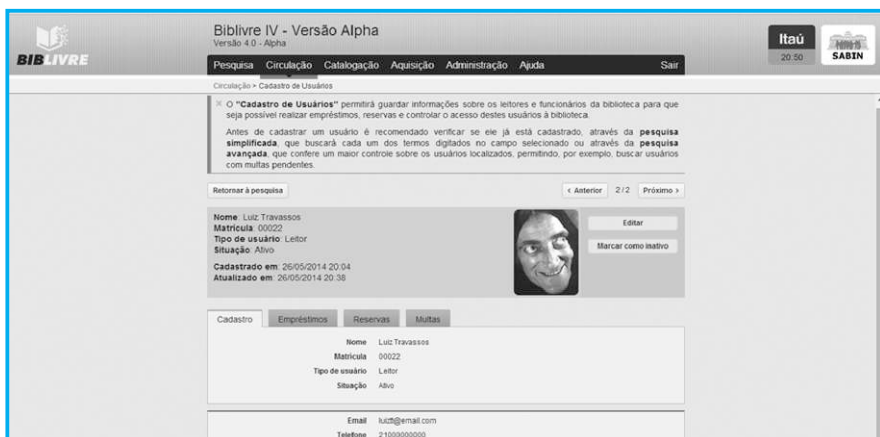 BIBLIVRE
Biblivre IV - Versão Alpha
Versão 4.0 - Alpha
Itaú
20:50
SABIN
Pesquisa Circulação Catalogação Aquisição Administração Ajuda Sair
Circulação > Cadastro de Usuários
× O "Cadastro de Usuários" permitirá guardar informações sobre os leitores e funcionários da biblioteca para que
seja possível realizar empréstimos, reservas e controlar o acesso destes usuários à biblioteca.
Antes de cadastrar um usuário é recomendado verificar se ele já está cadastrado, através da pesquisa
simplificada, que buscará cada um dos termos digitados no campo selecionado ou através da pesquisa
avançada, que confere um maior controle sobre os usuários localizados, permitindo, por exemplo, buscar usuários
com multas pendentes.
Retornar à pesquisa
< Anterior 2 / 2 Próximo >
Nome: Luiz Travassos
Matrícula: 00022
Tipo de usuário: Leitor
Situação: Ativo
Cadastrado em: 26/05/2014 20:04
Atualizado em: 26/05/2014 20:38
Editar
Marcar como inativo
Cadastro Empréstimos Reservas Multas
Nome Luiz Travassos
Matrícula 00022
Tipo de usuário Leitor
Situação Ativo
Email luiztt@email.com
Telefone 21000000000